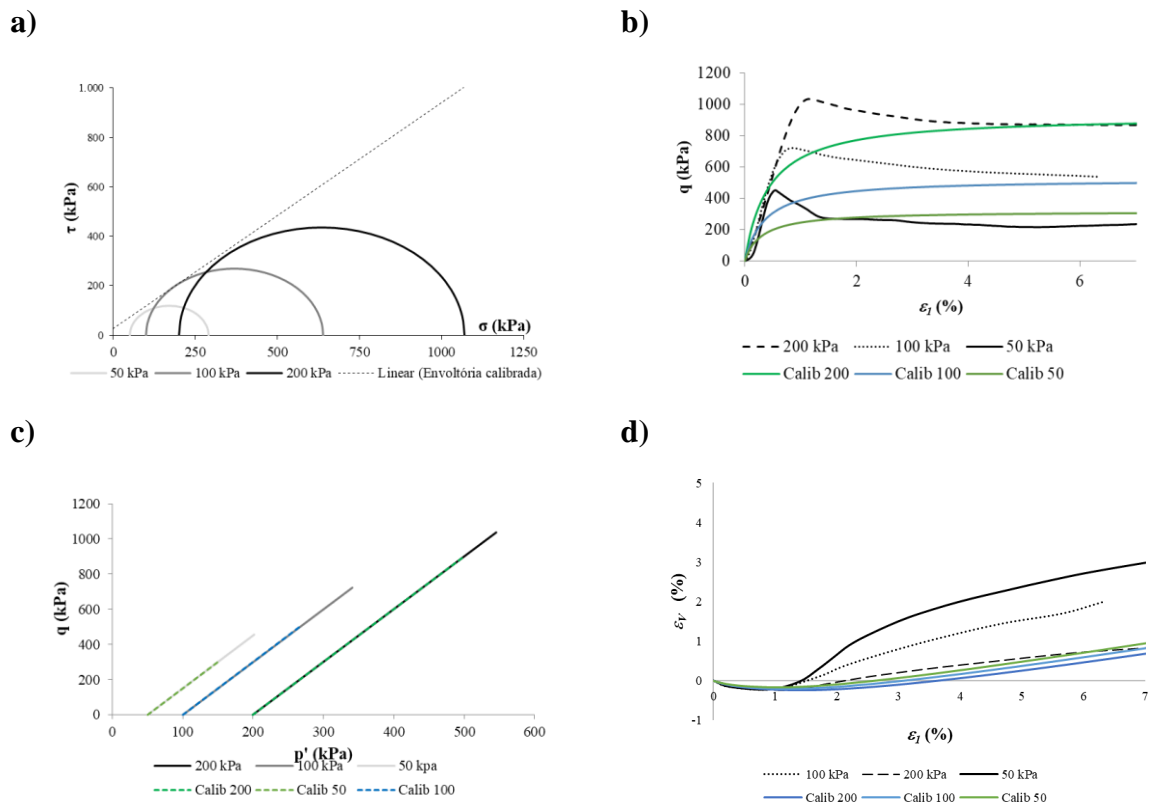 a)
1.000
800
600
400
200
0
τ (kPa)
0 250 500 750 1000 1250
σ (kPa)
50 kPa 100 kPa 200 kPa Linear (Envoltória calibrada)
b)
1200
1000
800
600
400
200
0
q (kPa)
0 2 4 6
ε1 (%)
200 kPa 100 kPa 50 kPa
Calib 200 Calib 100 Calib 50
c)
1200
1000
800
600
400
200
0
q (kPa)
0 100 200 300 400 500 600
p' (kPa)
200 kPa 100 kPa 50 kpa
Calib 200 Calib 50 Calib 100
d)
5
4
3
2
1
0
-1
εV (%)
0 1 2 3 4 5 6 7
ε1 (%)
100 kPa 200 kPa 50 kPa
Calib 200 Calib 100 Calib 50